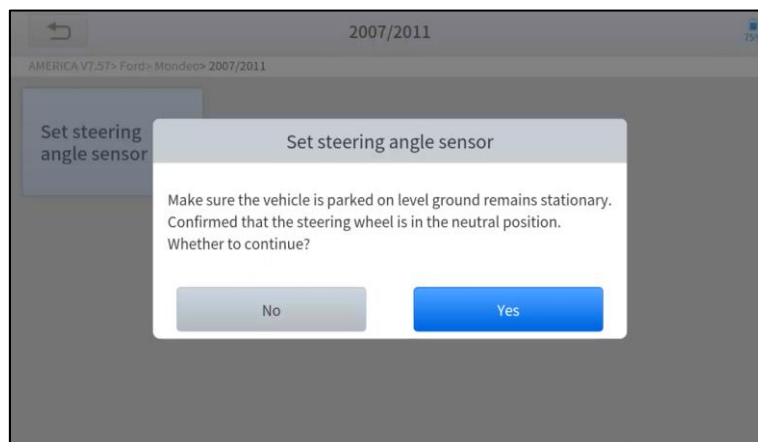 2007/2011
75%
AMERICA V7.57> Ford> Mondeo> 2007/2011
Set steering
angle sensor
Set steering angle sensor
Make sure the vehicle is parked on level ground remains stationary.
Confirmed that the steering wheel is in the neutral position.
Whether to continue?
No
Yes